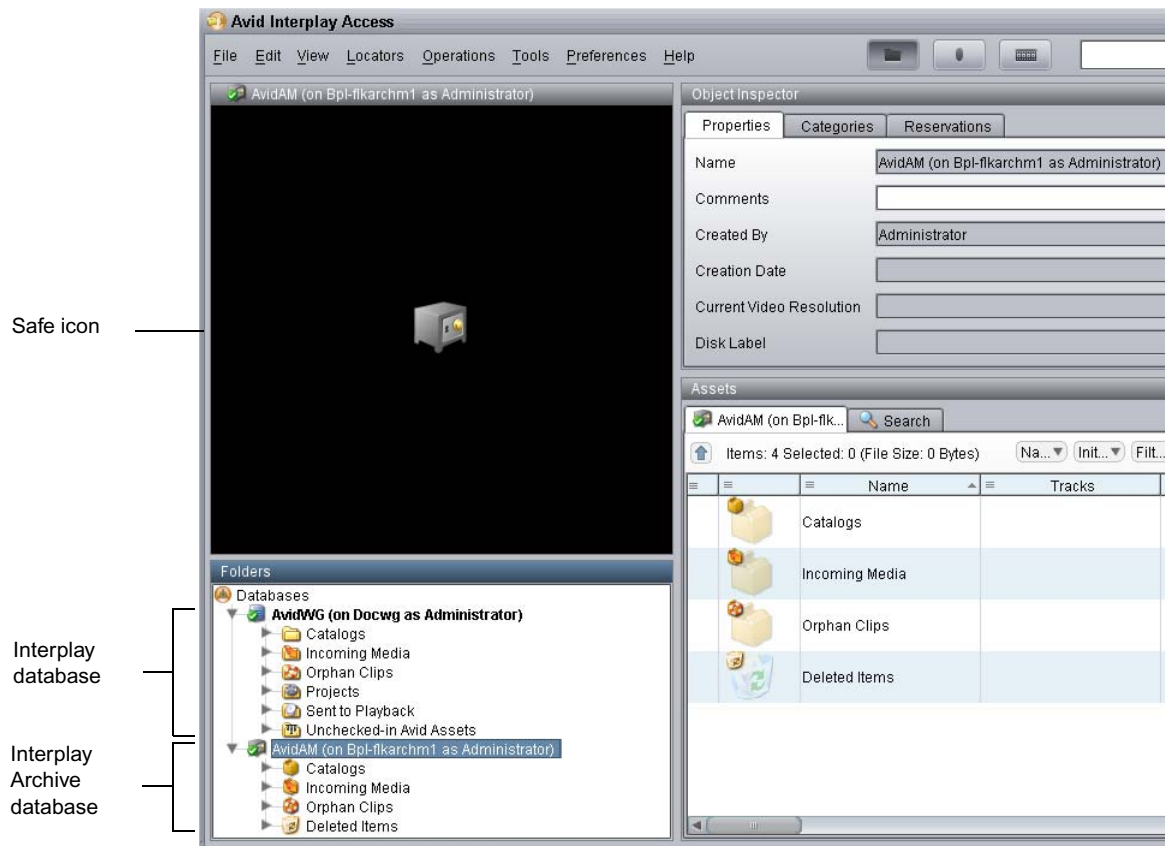 Avid Interplay Access
File Edit View Locators Operations Tools Preferences Help
AvidAM (on Bpl-flkarchm1 as Administrator)
Object Inspector
Properties Categories Reservations
Name AvidAM (on Bpl-flkarchm1 as Administrator)
Comments
Created By Administrator
Creation Date
Current Video Resolution
Disk Label
Safe icon
Assets
AvidAM (on Bpl-flk... Search
Items: 4 Selected: 0 (File Size: 0 Bytes) Na... Init... Filt...
Name Tracks
Catalogs
Incoming Media
Orphan Clips
Deleted Items
Folders
Databases
AvidWG (on Docwg as Administrator)
Catalogs
Incoming Media
Orphan Clips
Projects
Sent to Playback
Unchecked-in Avid Assets
AvidAM (on Bpl-flkarchm1 as Administrator)
Catalogs
Incoming Media
Orphan Clips
Deleted Items
Interplay
database
Interplay
Archive
database